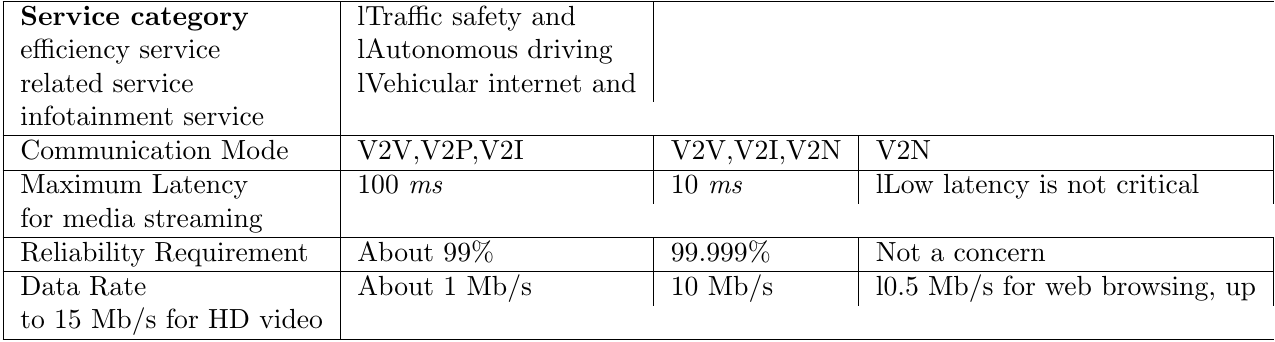 Service category lTraffic safety and
efficiency service lAutonomous driving
related service lVehicular internet and
infotainment service
Communication Mode V2V,V2P,V2I V2V,V2I,V2N V2N
Maximum Latency 100 ms 10 ms lLow latency is not critical
for media streaming
Reliability Requirement About 99% 99.999% Not a concern
Data Rate About 1 Mb/s 10 Mb/s l0.5 Mb/s for web browsing, up
to 15 Mb/s for HD video